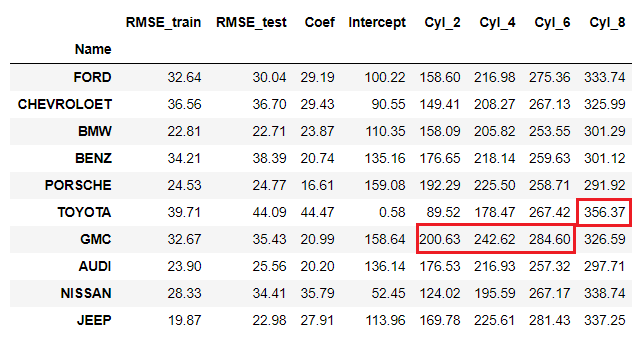 RMSE_train RMSE_test Coef Intercept Cyl_2 Cyl_4 Cyl_6 Cyl_8
Name
FORD 32.64 30.04 29.19 100.22 158.60 216.98 275.36 333.74
CHEVROLOET 36.56 36.70 29.43 90.55 149.41 208.27 267.13 325.99
BMW 22.81 22.71 23.87 110.35 158.09 205.82 253.55 301.29
BENZ 34.21 38.39 20.74 135.16 176.65 218.14 259.63 301.12
PORSCHE 24.53 24.77 16.61 159.08 192.29 225.50 258.71 291.92
TOYOTA 39.71 44.09 44.47 0.58 89.52 178.47 267.42 356.37
GMC 32.67 35.43 20.99 158.64 200.63 242.62 284.60 326.59
AUDI 23.90 25.56 20.20 136.14 176.53 216.93 257.32 297.71
NISSAN 28.33 34.41 35.79 52.45 124.02 195.59 267.17 338.74
JEEP 19.87 22.98 27.91 113.96 169.78 225.61 281.43 337.25